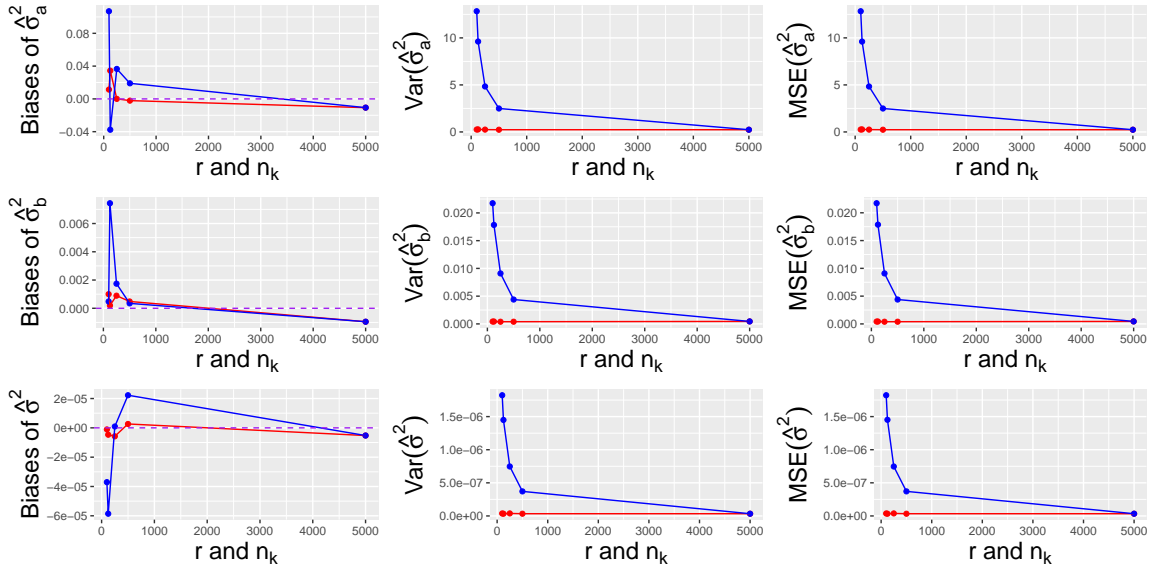 Biases of σ̂²ₐ
0.08
0.04
0.00
−0.04
0 1000 2000 3000 4000 5000
r and nₖ
Var(σ̂²ₐ)
10
5
0
0 1000 2000 3000 4000 5000
r and nₖ
MSE(σ̂²ₐ)
10
5
0
0 1000 2000 3000 4000 5000
r and nₖ
Biases of σ̂²_b
0.006
0.004
0.002
0.000
0 1000 2000 3000 4000 5000
r and nₖ
Var(σ̂²_b)
0.020
0.015
0.010
0.005
0.000
0 1000 2000 3000 4000 5000
r and nₖ
MSE(σ̂²_b)
0.020
0.015
0.010
0.005
0.000
0 1000 2000 3000 4000 5000
r and nₖ
Biases of σ̂²
2e−05
0e+00
−2e−05
−4e−05
−6e−05
0 1000 2000 3000 4000 5000
r and nₖ
Var(σ̂²)
1.5e−06
1.0e−06
5.0e−07
0.0e+00
0 1000 2000 3000 4000 5000
r and nₖ
MSE(σ̂²)
1.5e−06
1.0e−06
5.0e−07
0.0e+00
0 1000 2000 3000 4000 5000
r and nₖ